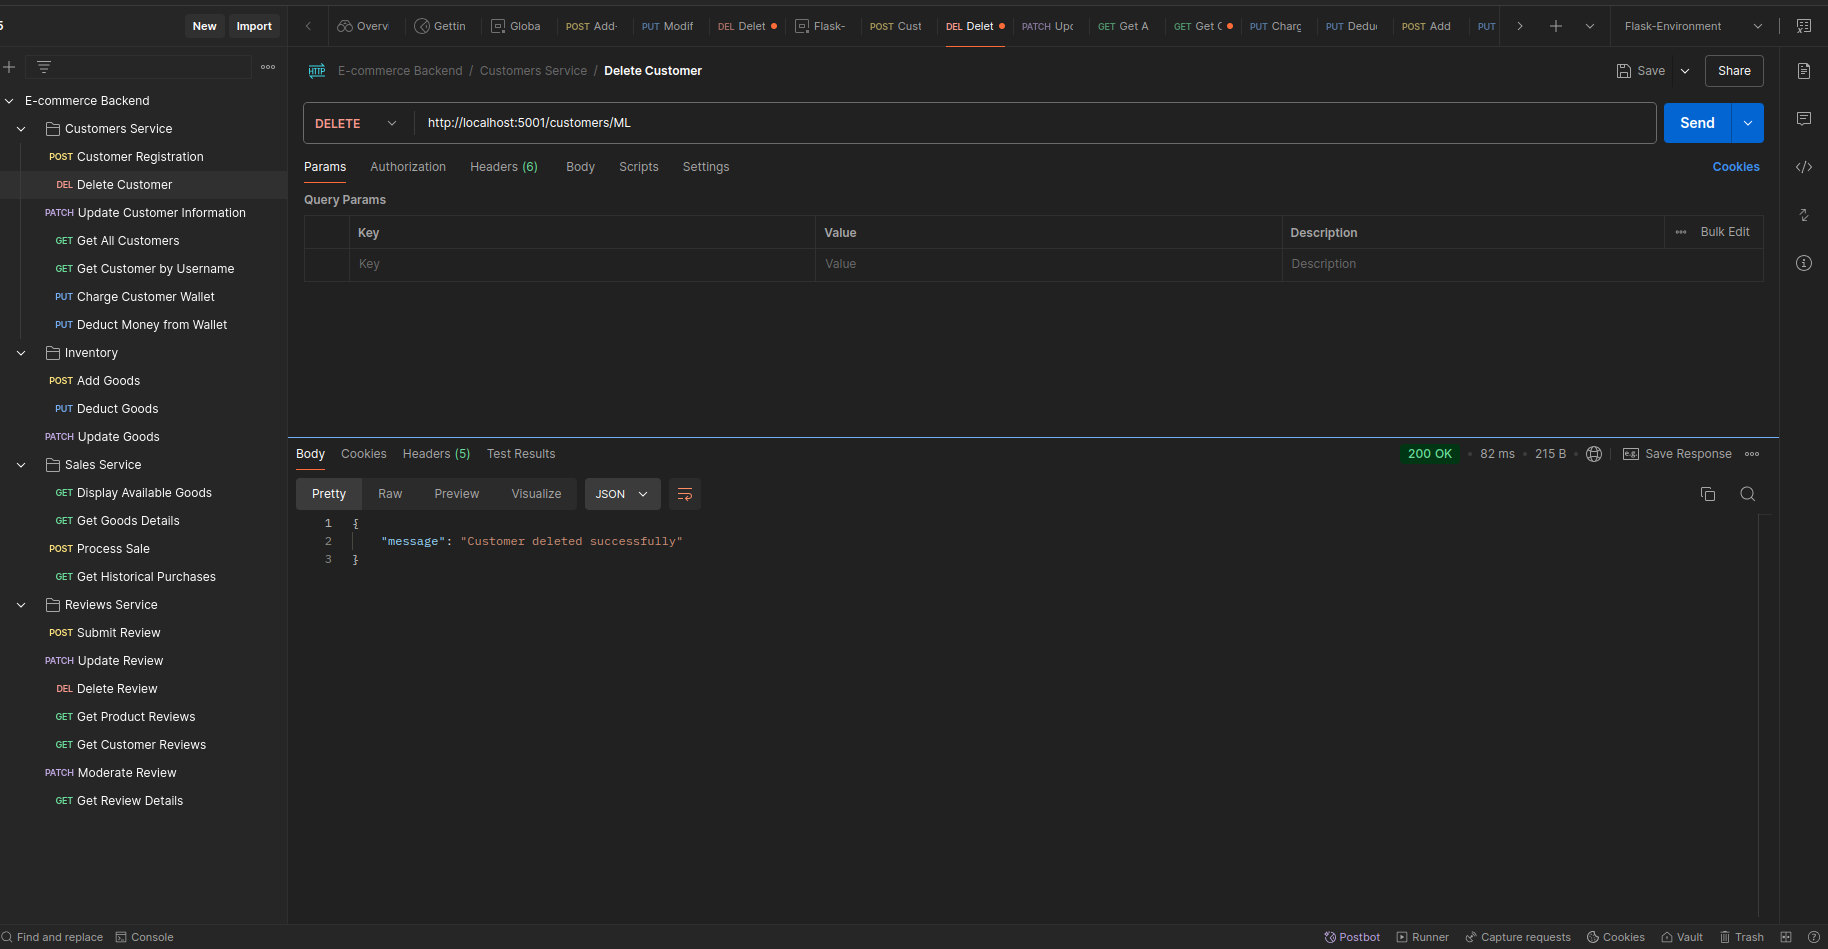 New
Import
Overv
Gettin
Globa
POST Add-
PUT Modif
DEL Delet
Flask-
POST Cust
DEL Delet
PATCH Upd
GET Get A
GET Get C
PUT Charg
PUT Dedu
POST Add
PUT
Flask-Environment
E-commerce Backend / Customers Service / Delete Customer
Save
Share
DELETE
http://localhost:5001/customers/ML
Send
Params
Authorization
Headers (6)
Body
Scripts
Settings
Cookies
Query Params
Key
Value
Description
Bulk Edit
Key
Value
Description
E-commerce Backend
Customers Service
POST Customer Registration
DEL Delete Customer
PATCH Update Customer Information
GET Get All Customers
GET Get Customer by Username
PUT Charge Customer Wallet
PUT Deduct Money from Wallet
Inventory
POST Add Goods
PUT Deduct Goods
PATCH Update Goods
Sales Service
GET Display Available Goods
GET Get Goods Details
POST Process Sale
GET Get Historical Purchases
Reviews Service
POST Submit Review
PATCH Update Review
DEL Delete Review
GET Get Product Reviews
GET Get Customer Reviews
PATCH Moderate Review
GET Get Review Details
Body
Cookies
Headers (5)
Test Results
200 OK
82 ms
215 B
Save Response
Pretty
Raw
Preview
Visualize
JSON
1 {
2 "message": "Customer deleted successfully"
3 }
Find and replace
Console
Postbot
Runner
Capture requests
Cookies
Vault
Trash